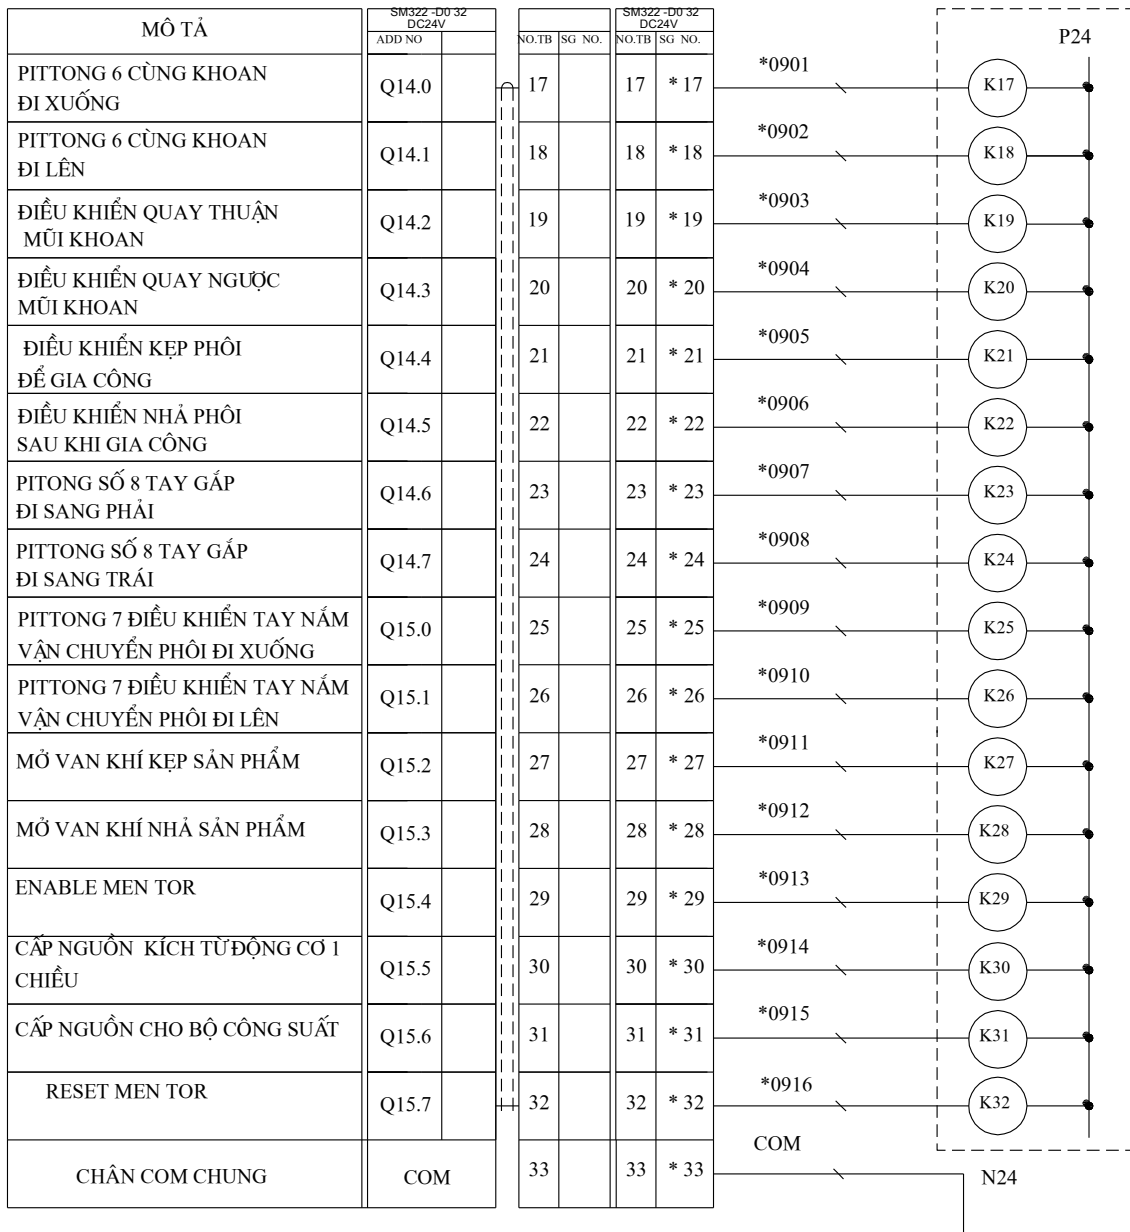 MÔ TẢ
SM322 -D0 32
DC24V
SM322 -D0 32
DC24V
ADD NO
NO.TB SG NO. NO.TB SG NO.
P24
PITTONG 6 CÙNG KHOAN
ĐI XUỐNG
Q14.0 17 17 * 17 *0901 K17
PITTONG 6 CÙNG KHOAN
ĐI LÊN
Q14.1 18 18 * 18 *0902 K18
ĐIỀU KHIỂN QUAY THUẬN
MŨI KHOAN
Q14.2 19 19 * 19 *0903 K19
ĐIỀU KHIỂN QUAY NGƯỢC
MŨI KHOAN
Q14.3 20 20 * 20 *0904 K20
ĐIỀU KHIỂN KẸP PHÔI
ĐỂ GIA CÔNG
Q14.4 21 21 * 21 *0905 K21
ĐIỀU KHIỂN NHẢ PHÔI
SAU KHI GIA CÔNG
Q14.5 22 22 * 22 *0906 K22
PITONG SỐ 8 TAY GẮP
ĐI SANG PHẢI
Q14.6 23 23 * 23 *0907 K23
PITTONG SỐ 8 TAY GẮP
ĐI SANG TRÁI
Q14.7 24 24 * 24 *0908 K24
PITTONG 7 ĐIỀU KHIỂN TAY NẮM
VẬN CHUYỂN PHÔI ĐI XUỐNG
Q15.0 25 25 * 25 *0909 K25
PITTONG 7 ĐIỀU KHIỂN TAY NẮM
VẬN CHUYỂN PHÔI ĐI LÊN
Q15.1 26 26 * 26 *0910 K26
MỞ VAN KHÍ KẸP SẢN PHẨM
Q15.2 27 27 * 27 *0911 K27
MỞ VAN KHÍ NHẢ SẢN PHẨM
Q15.3 28 28 * 28 *0912 K28
ENABLE MEN TOR
Q15.4 29 29 * 29 *0913 K29
CẤP NGUỒN KÍCH TỪ ĐỘNG CƠ 1
CHIỀU
Q15.5 30 30 * 30 *0914 K30
CẤP NGUỒN CHO BỘ CÔNG SUẤT
Q15.6 31 31 * 31 *0915 K31
RESET MEN TOR
Q15.7 32 32 * 32 *0916 K32
CHÂN COM CHUNG
COM 33 33 * 33 COM N24